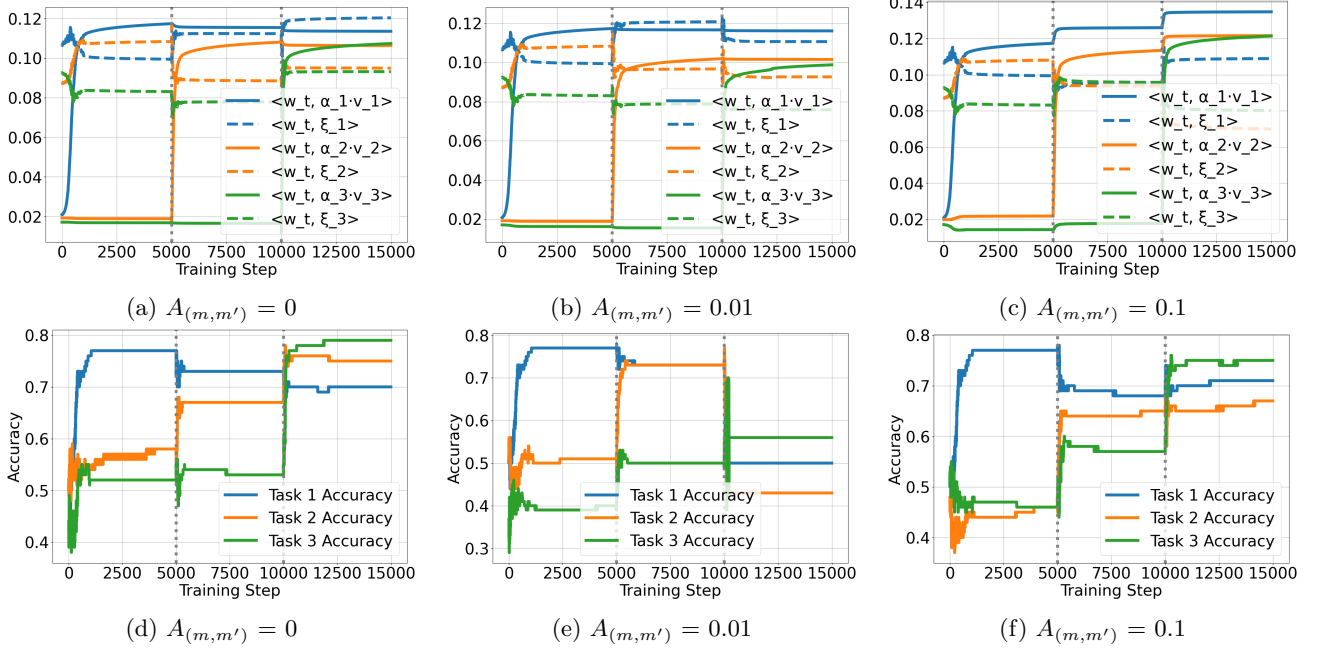 0.12
0.10
0.08
0.06
0.04
0.02
<w_t, α_1·v_1>
<w_t, ξ_1>
<w_t, α_2·v_2>
<w_t, ξ_2>
<w_t, α_3·v_3>
<w_t, ξ_3>
0 2500 5000 7500 10000 12500 15000
Training Step
(a) A(m,m′) = 0
0.12
0.10
0.08
0.06
0.04
0.02
<w_t, α_1·v_1>
<w_t, ξ_1>
<w_t, α_2·v_2>
<w_t, ξ_2>
<w_t, α_3·v_3>
<w_t, ξ_3>
0 2500 5000 7500 10000 12500 15000
Training Step
(b) A(m,m′) = 0.01
0.14
0.12
0.10
0.08
0.06
0.04
0.02
<w_t, α_1·v_1>
<w_t, ξ_1>
<w_t, α_2·v_2>
<w_t, ξ_2>
<w_t, α_3·v_3>
<w_t, ξ_3>
0 2500 5000 7500 10000 12500 15000
Training Step
(c) A(m,m′) = 0.1
0.8
0.7
0.6
0.5
0.4
Accuracy
Task 1 Accuracy
Task 2 Accuracy
Task 3 Accuracy
0 2500 5000 7500 10000 12500 15000
Training Step
(d) A(m,m′) = 0
0.8
0.7
0.6
0.5
0.4
0.3
Accuracy
Task 1 Accuracy
Task 2 Accuracy
Task 3 Accuracy
0 2500 5000 7500 10000 12500 15000
Training Step
(e) A(m,m′) = 0.01
0.8
0.7
0.6
0.5
0.4
Accuracy
Task 1 Accuracy
Task 2 Accuracy
Task 3 Accuracy
0 2500 5000 7500 10000 12500 15000
Training Step
(f) A(m,m′) = 0.1